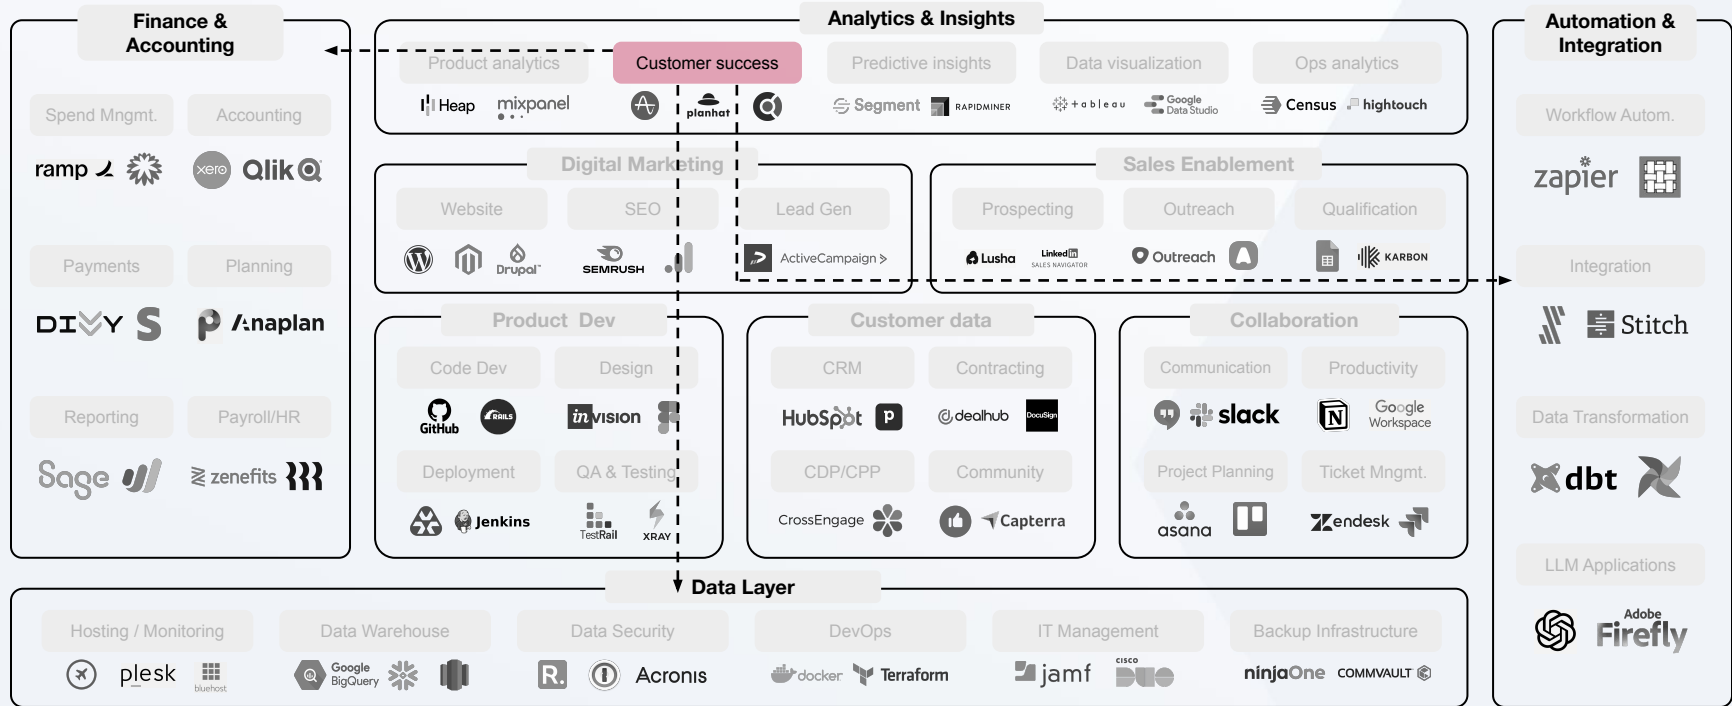 Finance &
Accounting
Spend Mngmt.
Accounting
ramp
xero
Qlik
Payments
Planning
DIVVY
S
Anaplan
Reporting
Payroll/HR
Sage
zenefits
Analytics & Insights
Product analytics
Customer success
Predictive insights
Data visualization
Ops analytics
Heap
mixpanel
planhat
Segment
RAPIDMINER
+ableau
Google
Data Studio
Census
hightouch
Digital Marketing
Website
SEO
Lead Gen
Drupal™
SEMRUSH
ActiveCampaign >
Sales Enablement
Prospecting
Outreach
Qualification
Lusha
Linked in
SALES NAVIGATOR
Outreach
KARBON
Product Dev
Code Dev
Design
GitHub
RAILS
invision
Deployment
QA & Testing
Jenkins
TestRail
XRAY
Customer data
CRM
Contracting
HubSpot
p
dealhub
DocuSign
CDP/CPP
Community
CrossEngage
Capterra
Collaboration
Communication
Productivity
slack
N
Google
Workspace
Project Planning
Ticket Mngmt.
asana
Zendesk
Automation &
Integration
Workflow Autom.
zapier
Integration
Stitch
Data Transformation
dbt
LLM Applications
Adobe
Firefly
Data Layer
Hosting / Monitoring
Data Warehouse
Data Security
DevOps
IT Management
Backup Infrastructure
plesk
bluehost
Google
BigQuery
R.
Acronis
docker
Terraform
jamf
CISCO
DUO
ninjaOne
COMMVAULT